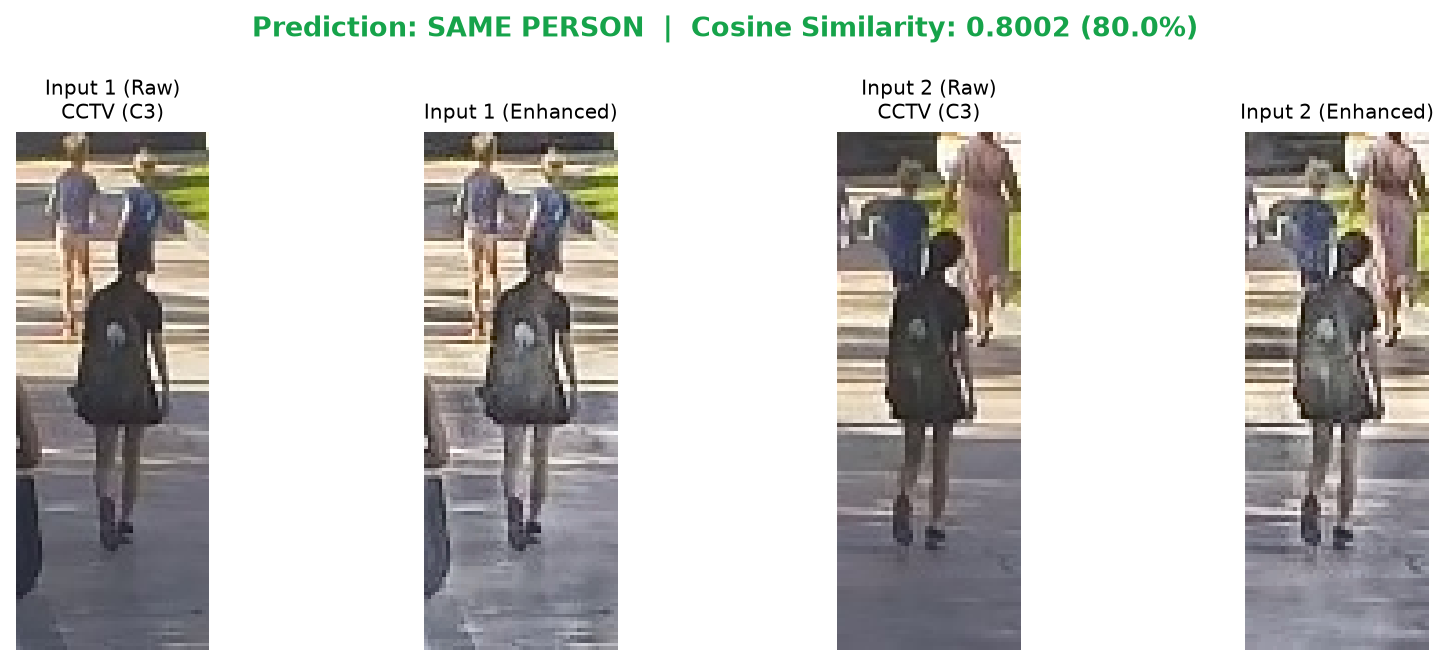 Prediction: SAME PERSON | Cosine Similarity: 0.8002 (80.0%)
Input 1 (Raw)
CCTV (C3)
Input 1 (Enhanced)
Input 2 (Raw)
CCTV (C3)
Input 2 (Enhanced)